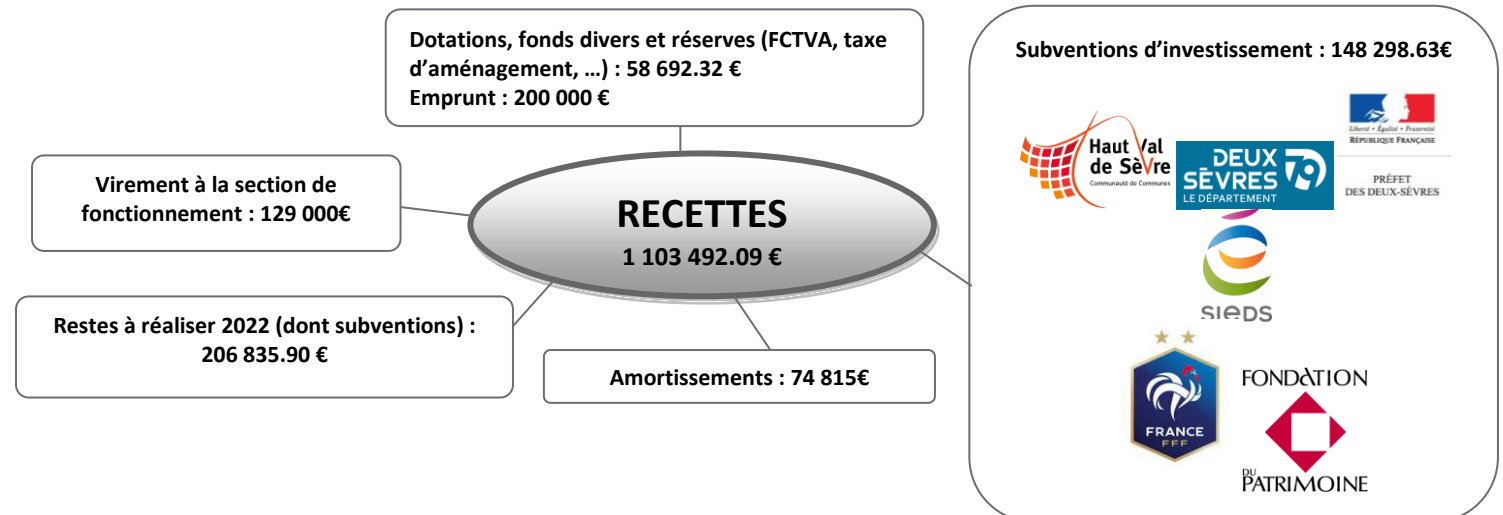 Dotations, fonds divers et réserves (FCTVA, taxe
d’aménagement, …) : 58 692.32 €
Emprunt : 200 000 €
Subventions d’investissement : 148 298.63€
Haut Val
de Sèvre
Communauté de Communes
DEUX
SÈVRES 79
LE DÉPARTEMENT
Liberté • Égalité • Fraternité
RÉPUBLIQUE FRANÇAISE
PRÉFET
DES DEUX-SÈVRES
Virement à la section de
fonctionnement : 129 000€
RECETTES
1 103 492.09 €
SIEDS
Restes à réaliser 2022 (dont subventions) :
206 835.90 €
Amortissements : 74 815€
FRANCE
FFF
FONDATION
DU
PATRIMOINE